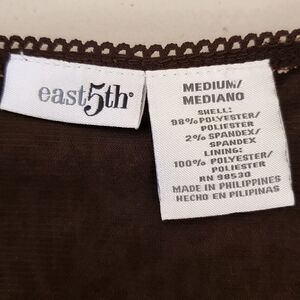 east5th
MEDIUM/
MEDIANO
SHELL:
98% POLYESTER/
POLIESTER
2% SPANDEX/
SPANDEX
LINING:
100% POLYESTER/
POLIESTER
RN 98530
MADE IN PHILIPPINES
HECHO EN PILIPINAS